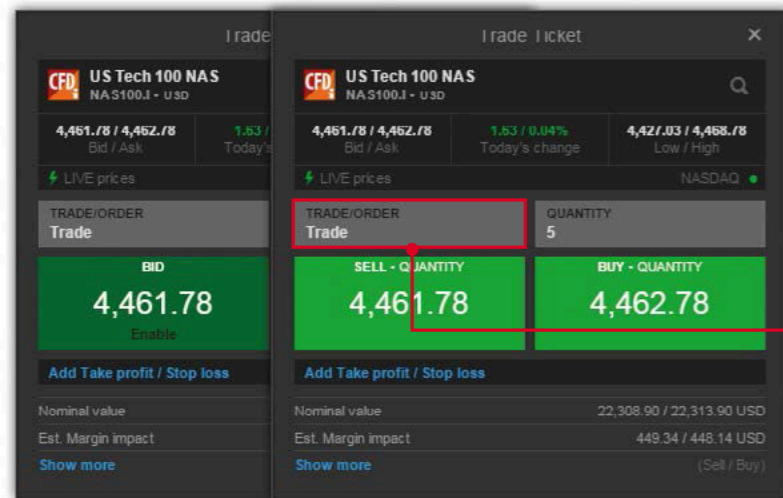 Trade
US Tech 100 NAS
NAS100.I - USD
4,461.78 / 4,462.78
Bid / Ask
1.63 /
Today's
LIVE prices
TRADE/ORDER
Trade
BID
4,461.78
Enable
Add Take profit / Stop loss
Nominal value
Est. Margin impact
Show more
Trade Ticket
×
CFD
US Tech 100 NAS
NAS100.I - USD
4,461.78 / 4,462.78
Bid / Ask
1.63 / 0.04%
Today's change
4,427.03 / 4,468.78
Low / High
LIVE prices
NASDAQ
TRADE/ORDER
Trade
QUANTITY
5
SELL - QUANTITY
4,461.78
BUY - QUANTITY
4,462.78
Add Take profit / Stop loss
Nominal value
22,308.90 / 22,313.90 USD
Est. Margin impact
449.34 / 448.14 USD
Show more
(Sell / Buy)